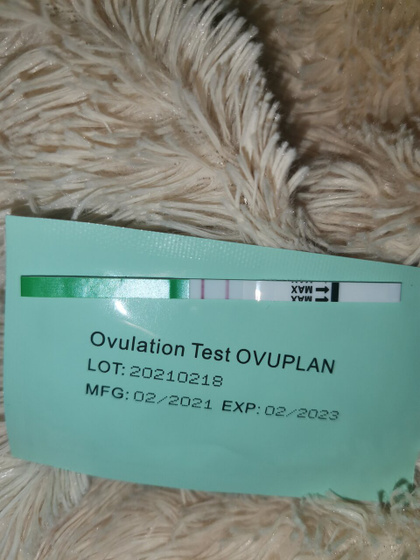 MAX
MAX
Ovulation Test OVUPLAN
LOT: 20210218
MFG: 02/2021 EXP: 02/2023